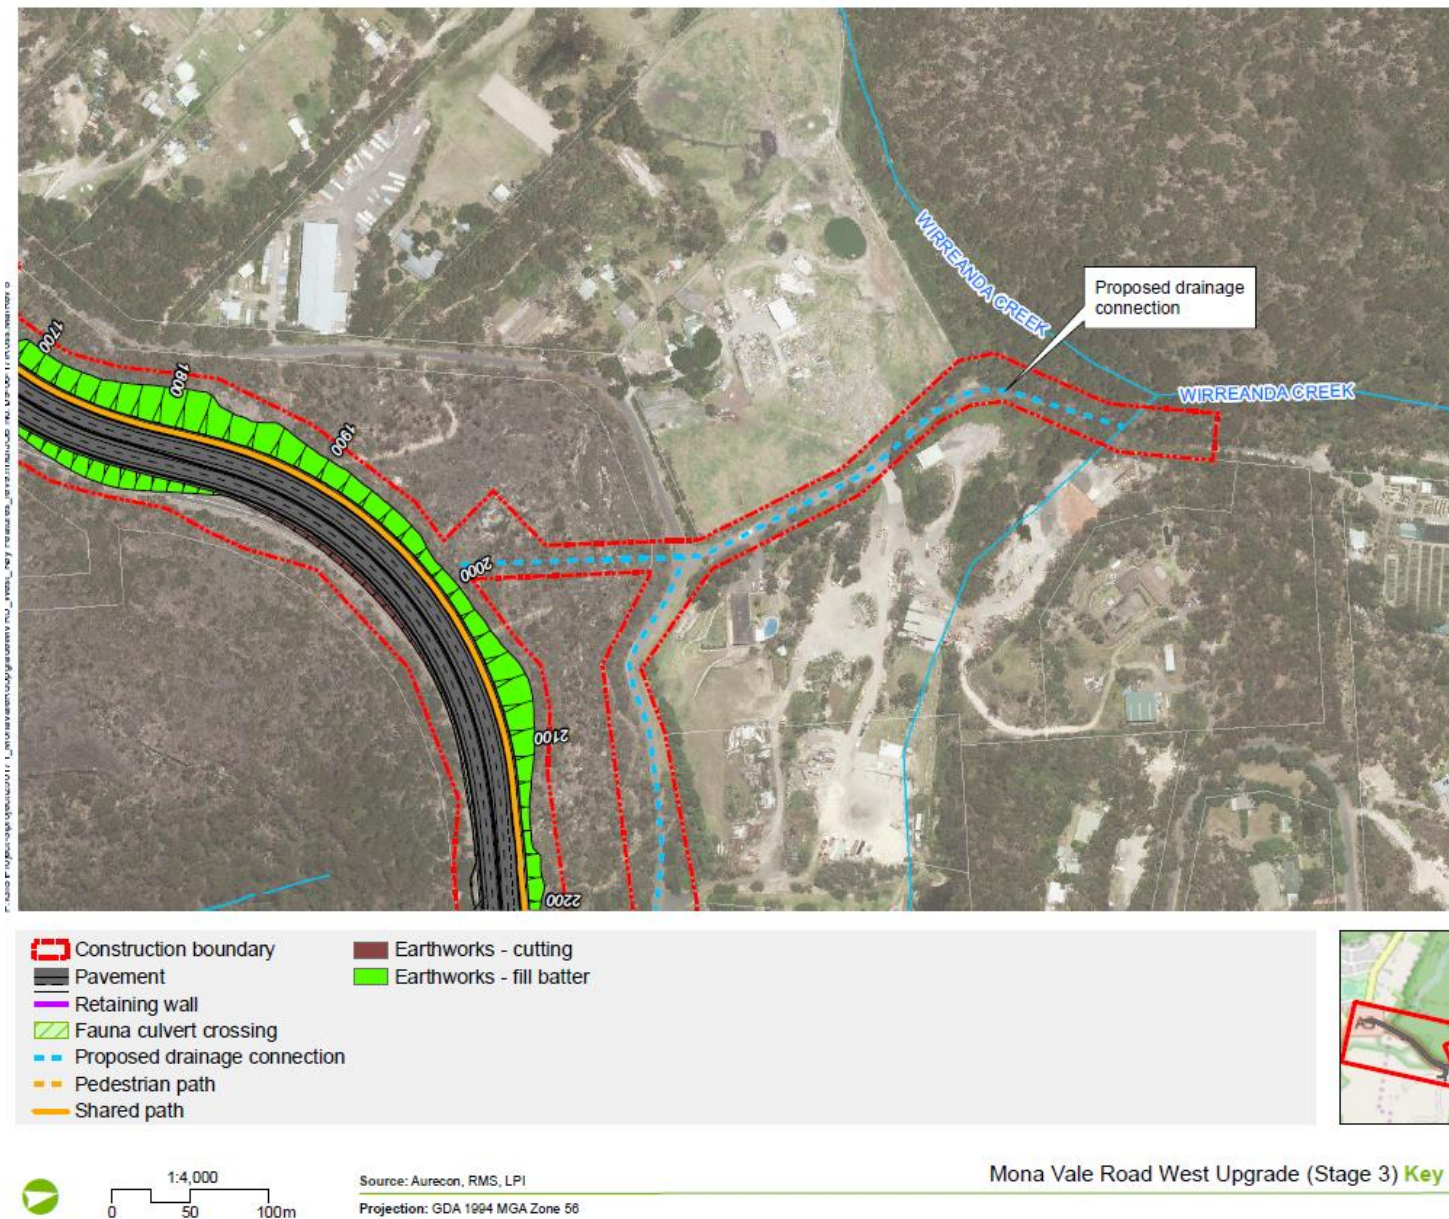 WIRREANDA CREEK
Proposed drainage
connection
WIRREANDA CREEK
1700
1800
1900
2000
2100
2200
Construction boundary
Pavement
Retaining wall
Fauna culvert crossing
Proposed drainage connection
Pedestrian path
Shared path
Earthworks - cutting
Earthworks - fill batter
1:4,000
0 50 100m
Source: Aurecon, RMS, LPI
Projection: GDA 1994 MGA Zone 56
Mona Vale Road West Upgrade (Stage 3) Key